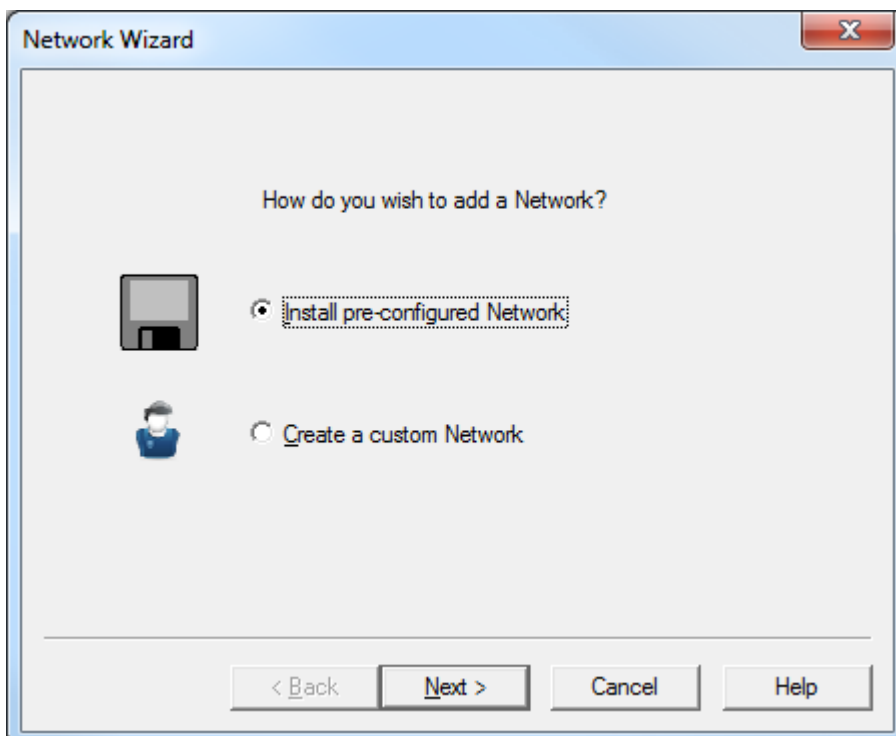 Network Wizard
How do you wish to add a Network?
Install pre-configured Network
Create a custom Network
< Back Next > Cancel Help